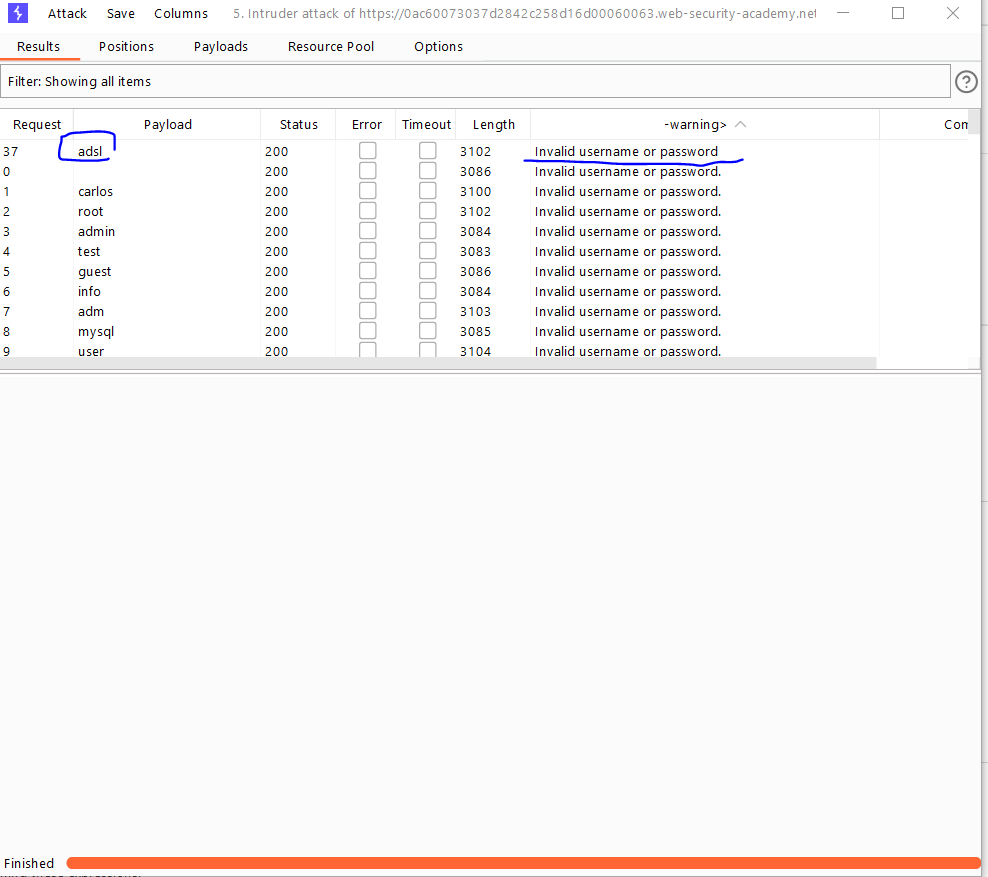 Attack Save Columns 5. Intruder attack of https://0ac60073037d2842c258d16d00060063.web-security-academy.net
Results Positions Payloads Resource Pool Options
Filter: Showing all items ?
Request Payload Status Error Timeout Length -warning> Com
37 adsl 200 3102 Invalid username or password
0 200 3086 Invalid username or password.
1 carlos 200 3100 Invalid username or password.
2 root 200 3102 Invalid username or password.
3 admin 200 3084 Invalid username or password.
4 test 200 3083 Invalid username or password.
5 guest 200 3086 Invalid username or password.
6 info 200 3084 Invalid username or password.
7 adm 200 3103 Invalid username or password.
8 mysql 200 3085 Invalid username or password.
9 user 200 3104 Invalid username or password.
Finished